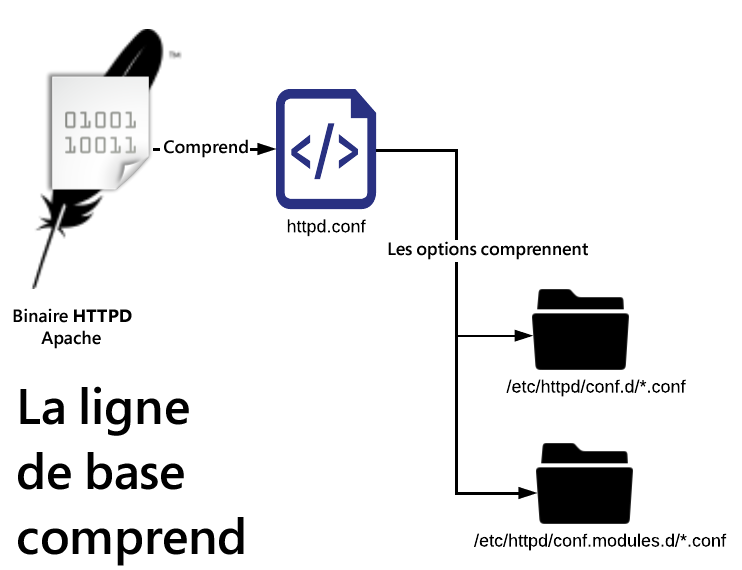 ™
01001
10011
Comprend
httpd.conf
Les options comprennent
Binaire HTTPD
Apache
/etc/httpd/conf.d/*.conf
/etc/httpd/conf.modules.d/*.conf
La ligne
de base
comprend